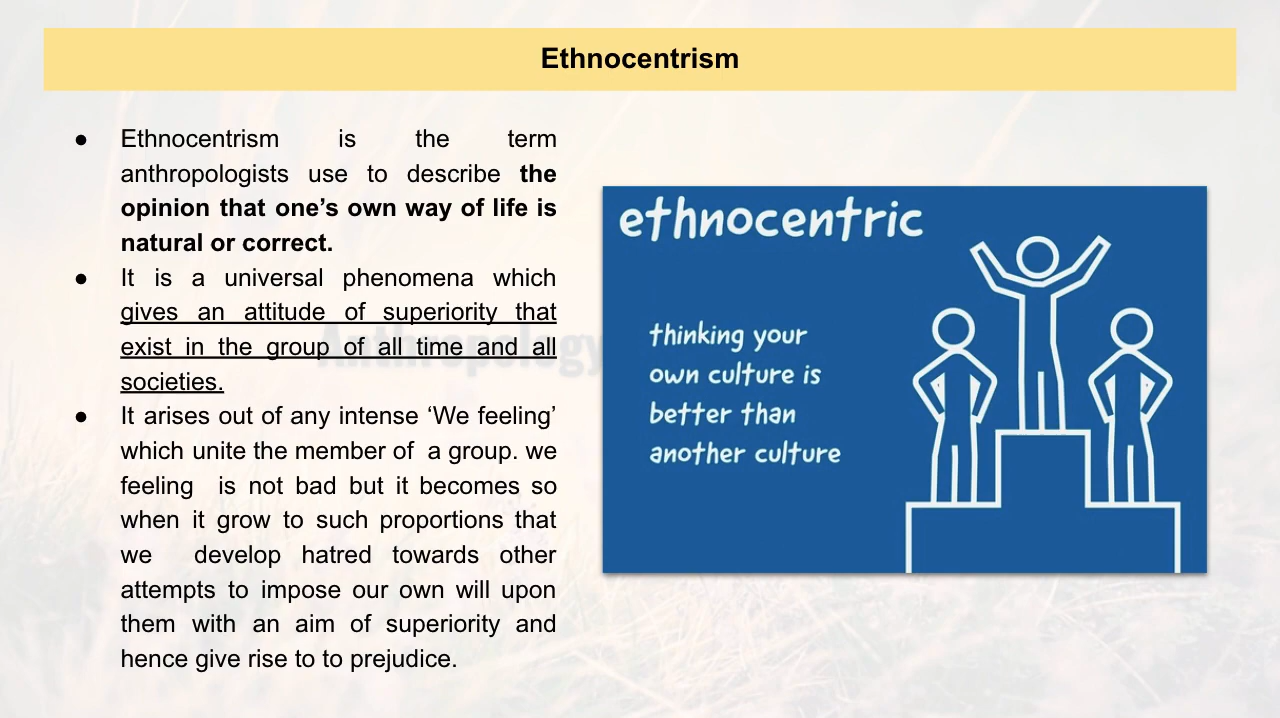 Ethnocentrism
● Ethnocentrism is the term
anthropologists use to describe the
opinion that one’s own way of life is
natural or correct.
● It is a universal phenomena which
gives an attitude of superiority that
exist in the group of all time and all
societies.
● It arises out of any intense ‘We feeling’
which unite the member of a group. we
feeling is not bad but it becomes so
when it grow to such proportions that
we develop hatred towards other
attempts to impose our own will upon
them with an aim of superiority and
hence give rise to to prejudice.
Anthropology
ethnocentric
thinking your
own culture is
better than
another culture